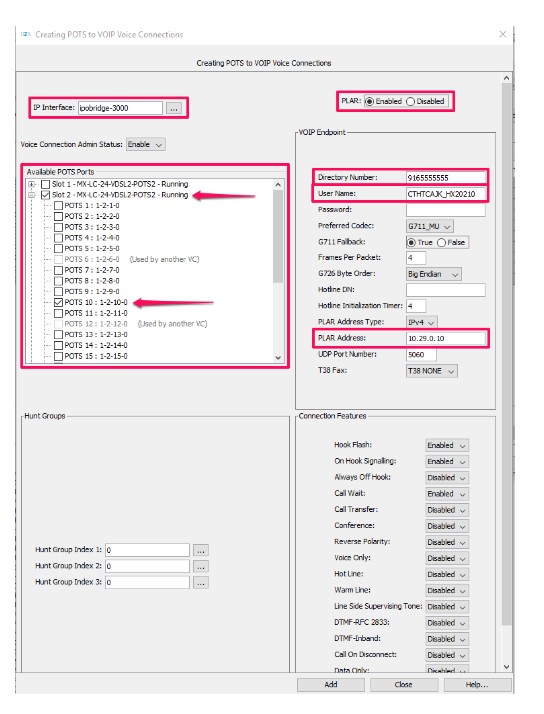 Creating POTS to VOIP Voice Connections
Creating POTS to VOIP Voice Connections
IP Interface: ipobridge-3000 ...
PLAR: Enabled Disabled
Voice Connection Admin Status: Enable
Available POTS Ports
Slot 1 - MX-LC-24-VDSL2-POTS2 - Running
Slot 2 - MX-LC-24-VDSL2-POTS2 - Running
POTS 1 : 1-2-1-0
POTS 2 : 1-2-2-0
POTS 3 : 1-2-3-0
POTS 4 : 1-2-4-0
POTS 5 : 1-2-5-0
POTS 6 : 1-2-6-0 (Used by another VC)
POTS 7 : 1-2-7-0
POTS 8 : 1-2-8-0
POTS 9 : 1-2-9-0
POTS 10 : 1-2-10-0
POTS 11 : 1-2-11-0
POTS 12 : 1-2-12-0 (Used by another VC)
POTS 13 : 1-2-13-0
POTS 14 : 1-2-14-0
POTS 15 : 1-2-15-0
VOIP Endpoint
Directory Number: 9165555555
User Name: CTHTCAJK_HX20210
Password:
Preferred Codec: G711_MU
G711 Fallback: True False
Frames Per Packet: 4
G726 Byte Order: Big Endian
Hotline DN:
Hotline Initialization Timer: 4
PLAR Address Type: IPv4
PLAR Address: 10.29.0.10
UDP Port Number: 5060
T38 Fax: T38 NONE
Hunt Groups
Hunt Group Index 1: 0 ...
Hunt Group Index 2: 0 ...
Hunt Group Index 3: 0 ...
Connection Features
Hook Flash: Enabled
On Hook Signalling: Enabled
Always Off Hook: Disabled
Call Wait: Enabled
Call Transfer: Disabled
Conference: Disabled
Reverse Polarity: Disabled
Voice Only: Disabled
Hot Line: Disabled
Warm Line: Disabled
Line Side Supervising Tone: Disabled
DTMF-RFC 2833: Disabled
DTMF-Inband: Disabled
Call On Disconnect: Disabled
Data Only: Disabled
Add Close Help...